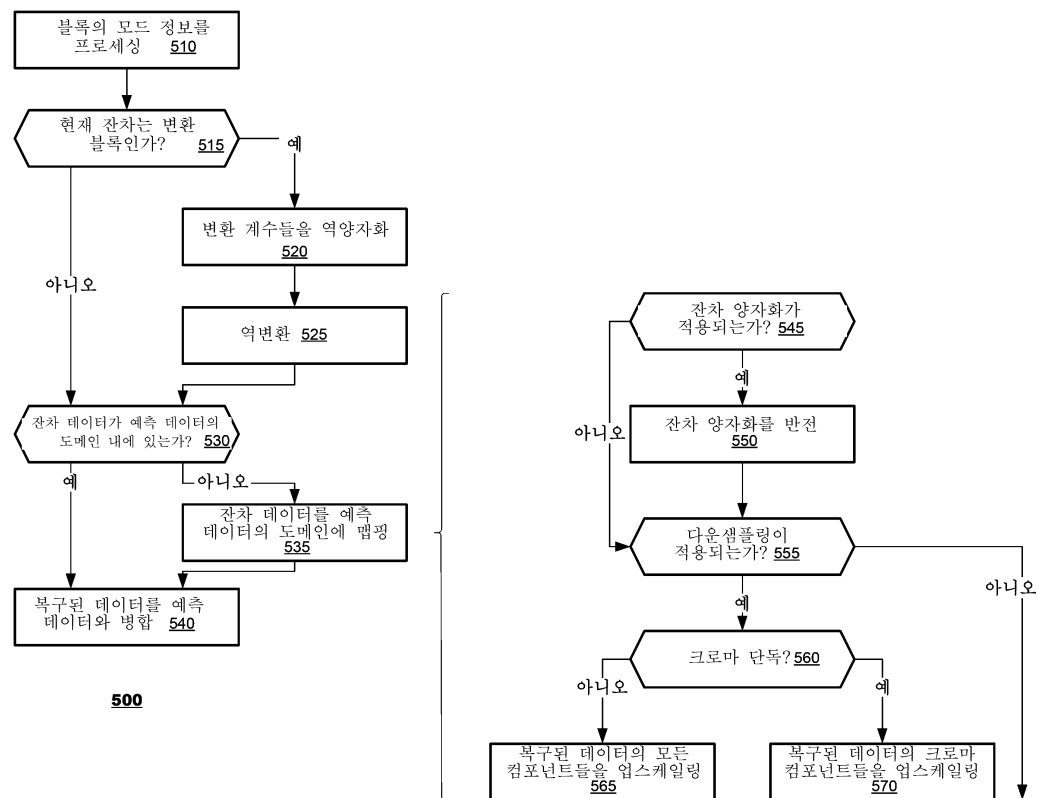 블록의 모드 정보를
프로세싱 510
현재 잔차는 변환
블록인가? 515
예
변환 계수들을 역양자화
520
아니오
역변환 525
잔차 데이터가 예측 데이터의
도메인 내에 있는가? 530
예
아니오
잔차 데이터를 예측
데이터의 도메인에 맵핑
535
복구된 데이터를 예측
데이터와 병합 540
500
잔차 양자화가
적용되는가? 545
예
아니오
잔차 양자화를 반전
550
다운샘플링이
적용되는가? 555
아니오
예
크로마 단독? 560
아니오
예
복구된 데이터의 모든
컴포넌트들을 업스케일링
565
복구된 데이터의 크로마
컴포넌트들을 업스케일링
570